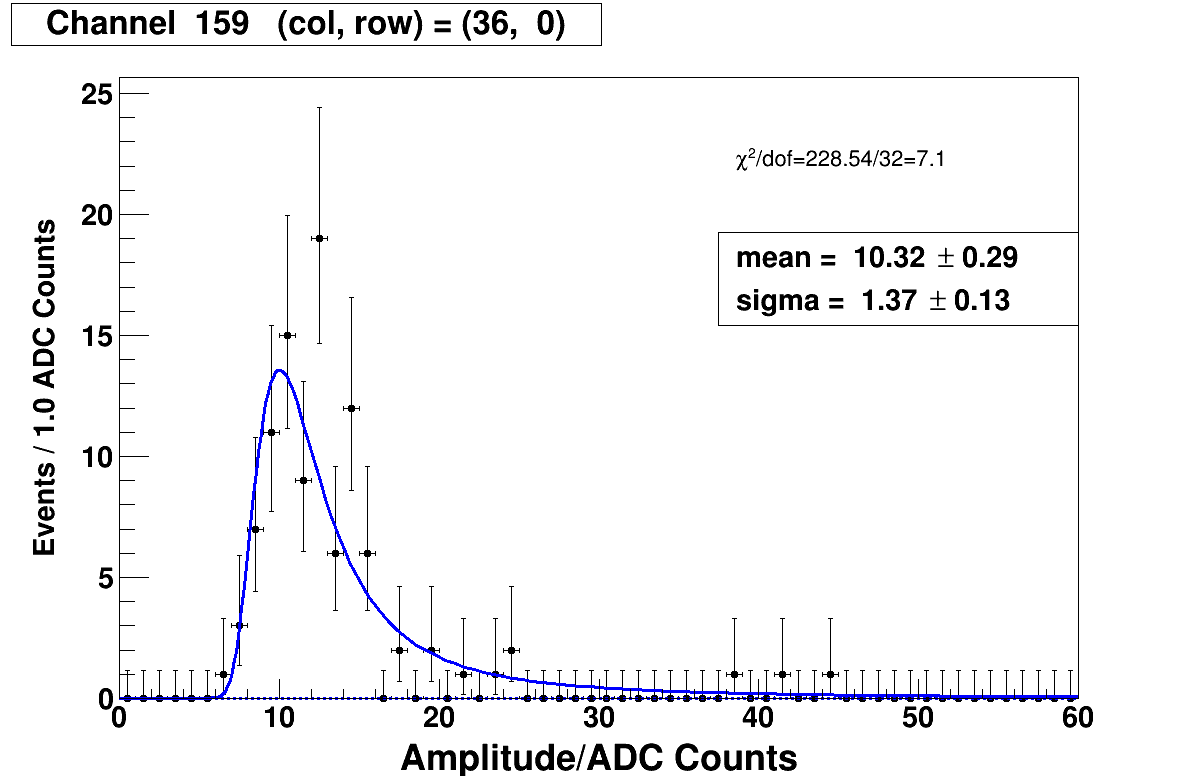 Channel 159 (col, row) = (36, 0)
25
20
15
10
5
0
Events / 1.0 ADC Counts
χ²/dof=228.54/32=7.1
mean = 10.32 ± 0.29
sigma = 1.37 ± 0.13
0 10 20 30 40 50 60
Amplitude/ADC Counts